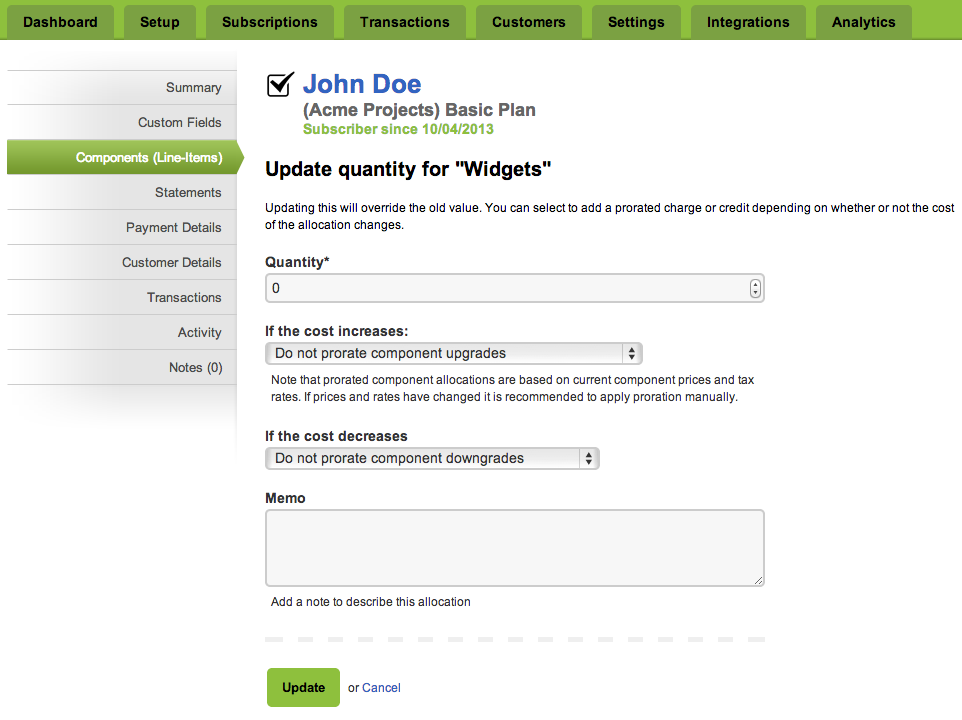 Dashboard Setup Subscriptions Transactions Customers Settings Integrations Analytics
Summary
Custom Fields
Components (Line-Items)
Statements
Payment Details
Customer Details
Transactions
Activity
Notes (0)
John Doe
(Acme Projects) Basic Plan
Subscriber since 10/04/2013
Update quantity for "Widgets"
Updating this will override the old value. You can select to add a prorated charge or credit depending on whether or not the cost
of the allocation changes.
Quantity*
0
If the cost increases:
Do not prorate component upgrades
Note that prorated component allocations are based on current component prices and tax
rates. If prices and rates have changed it is recommended to apply proration manually.
If the cost decreases
Do not prorate component downgrades
Memo
Add a note to describe this allocation
Update or Cancel